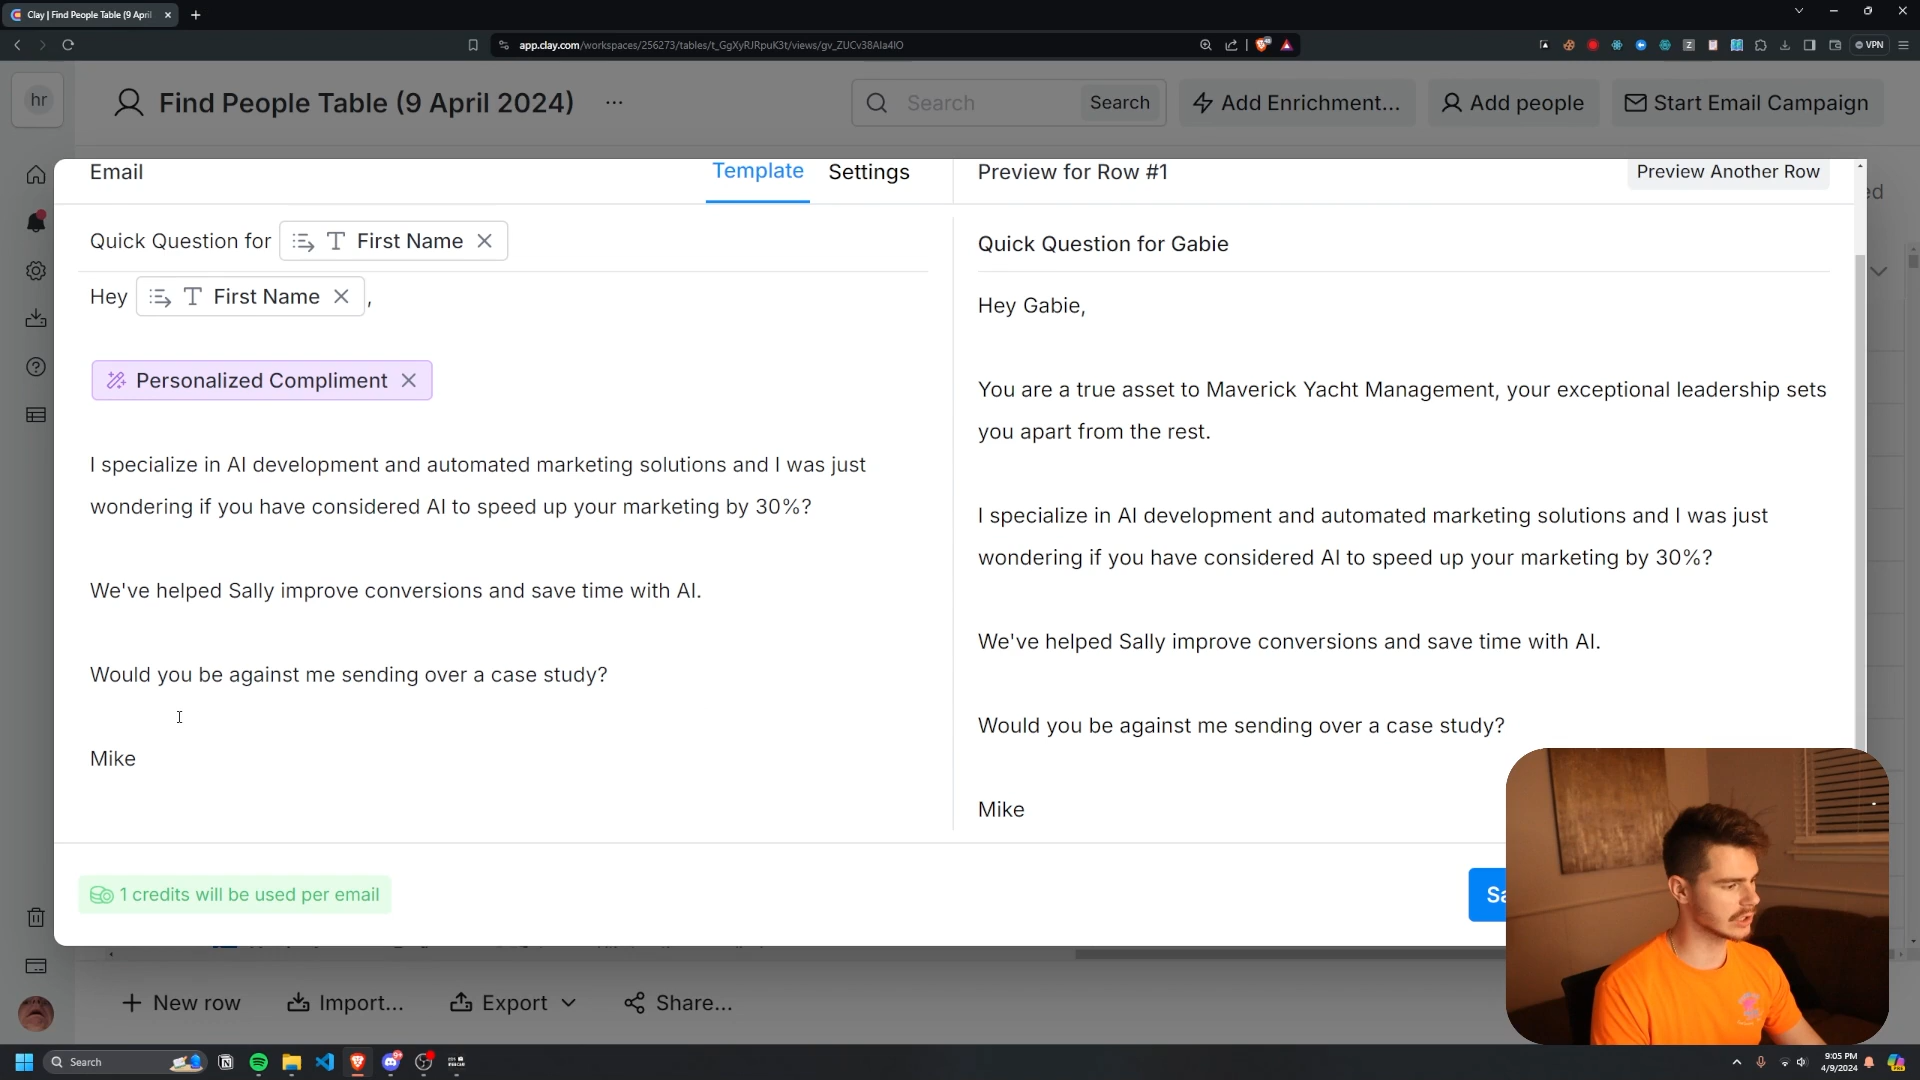 Clay | Find People Table (9 April
app.clay.com/workspaces/256273/tables/t_GgXyRJRpuK3t/views/gv_ZUCv38Ala4lO
VPN
hr
Find People Table (9 April 2024)
Search
Search
Add Enrichment...
Add people
Start Email Campaign
Email
Template
Settings
Preview for Row #1
Preview Another Row
Quick Question for First Name
Hey First Name ,
Personalized Compliment
I specialize in AI development and automated marketing solutions and I was just
wondering if you have considered AI to speed up your marketing by 30%?
We've helped Sally improve conversions and save time with AI.
Would you be against me sending over a case study?
Mike
Quick Question for Gabie
Hey Gabie,
You are a true asset to Maverick Yacht Management, your exceptional leadership sets
you apart from the rest.
I specialize in AI development and automated marketing solutions and I was just
wondering if you have considered AI to speed up your marketing by 30%?
We've helped Sally improve conversions and save time with AI.
Would you be against me sending over a case study?
Mike
1 credits will be used per email
Sa
New row
Import...
Export
Share...
Search
9:05 PM
4/9/2024